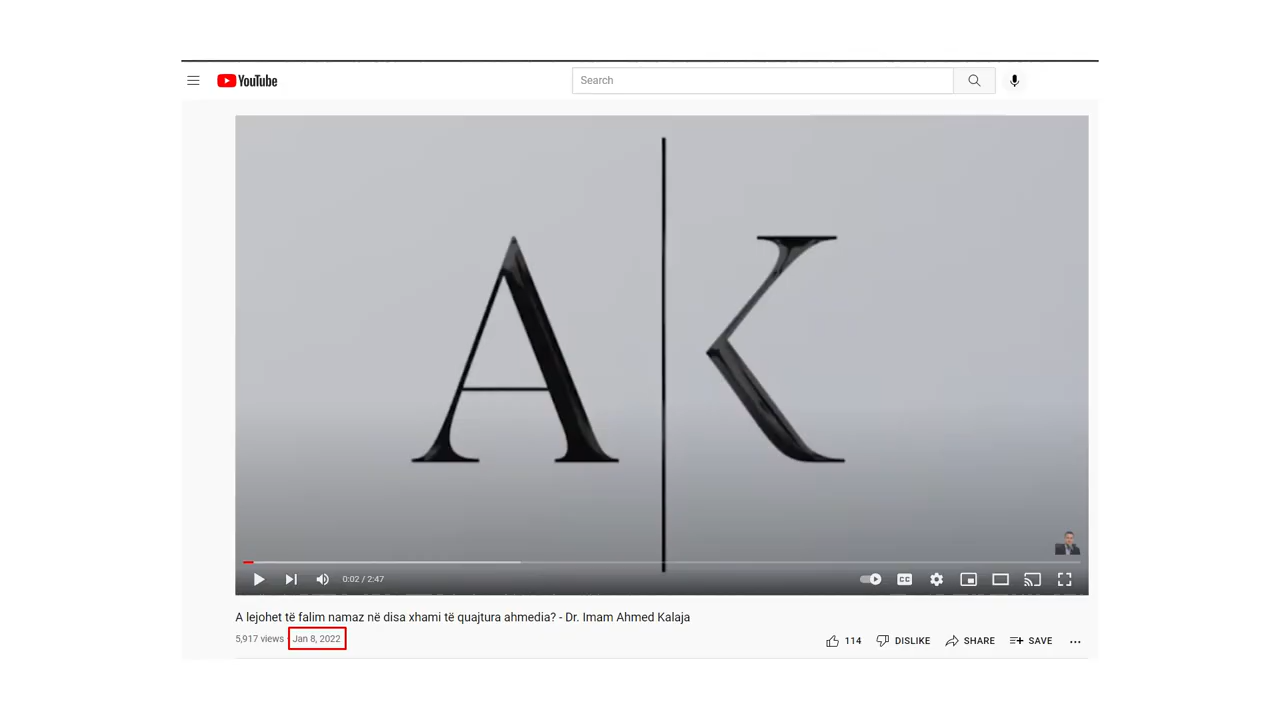 YouTube
Search
A K
0:02 / 2:47
CC
A lejohet të falim namaz në disa xhami të quajtura ahmedia? - Dr. Imam Ahmed Kalaja
5,917 views · Jan 8, 2022
114 DISLIKE SHARE SAVE